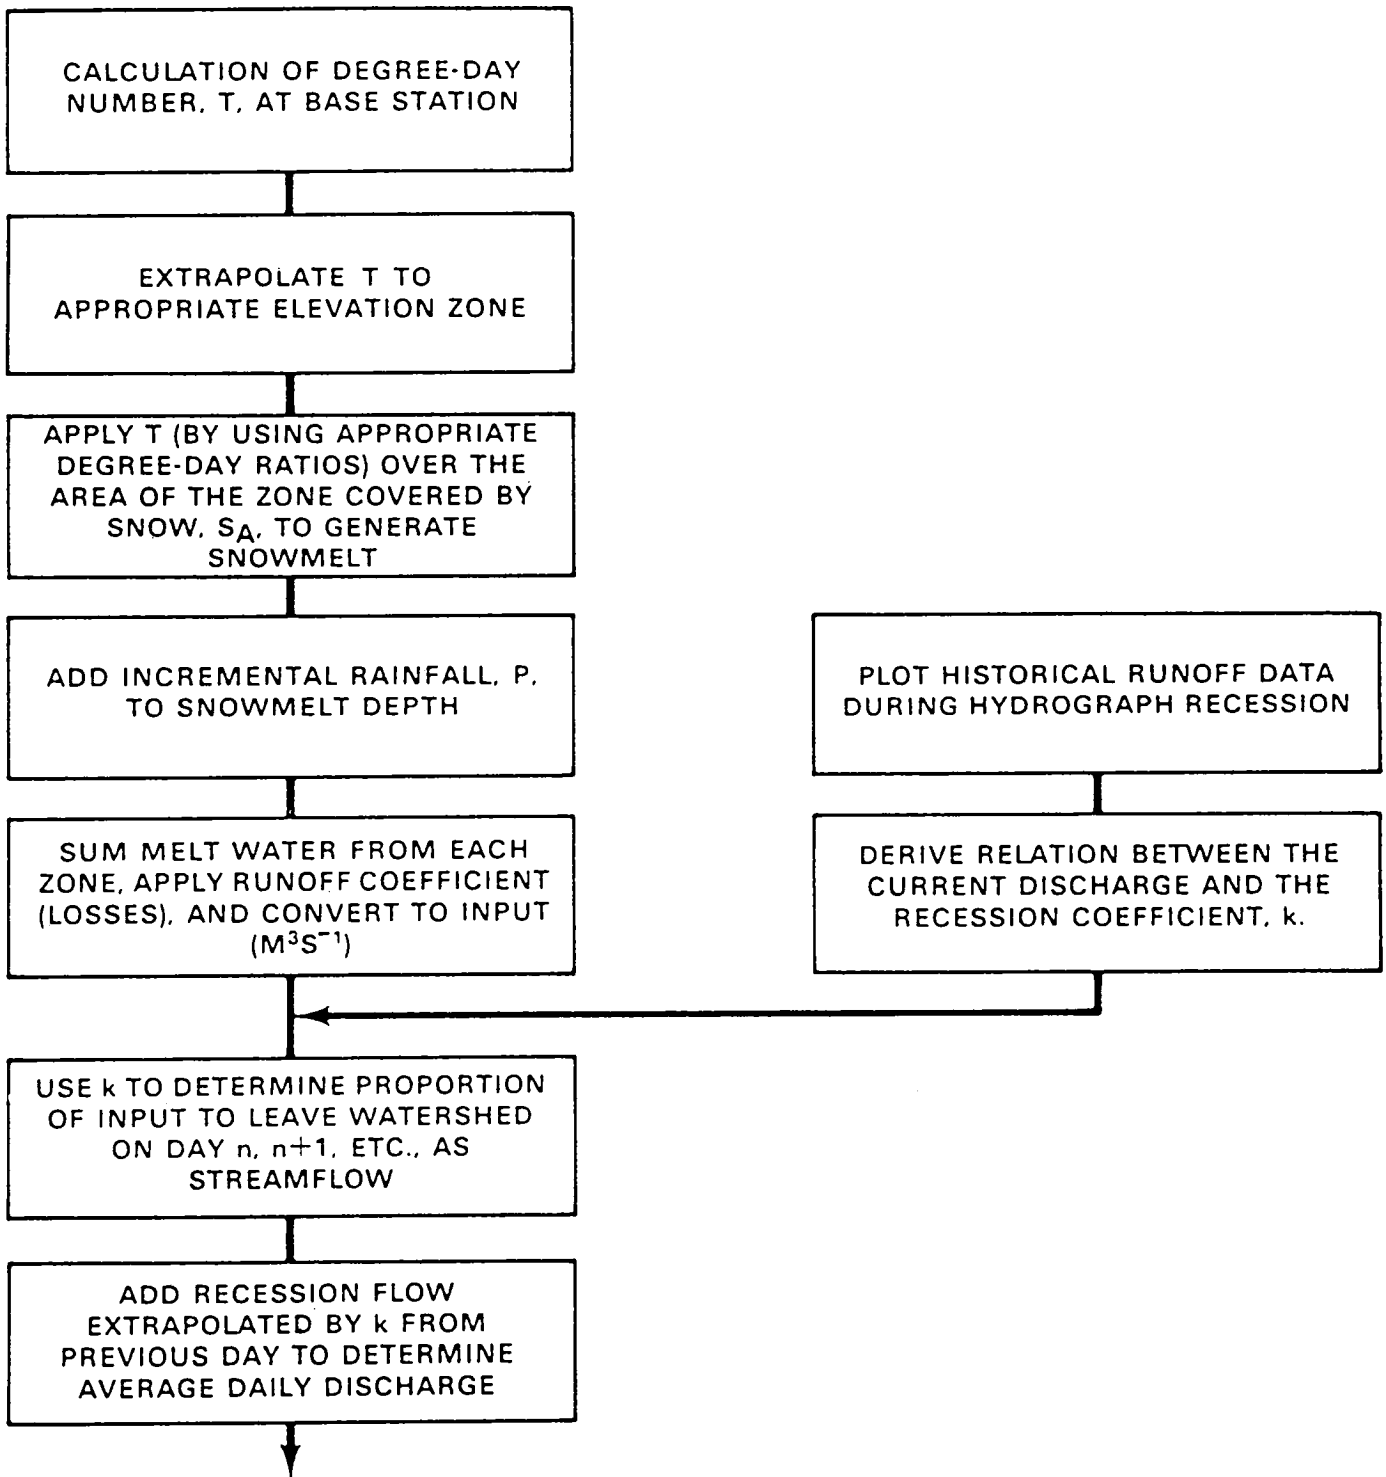 CALCULATION OF DEGREE-DAY
NUMBER, T, AT BASE STATION
EXTRAPOLATE T TO
APPROPRIATE ELEVATION ZONE
APPLY T (BY USING APPROPRIATE
DEGREE-DAY RATIOS) OVER THE
AREA OF THE ZONE COVERED BY
SNOW, SA, TO GENERATE
SNOWMELT
ADD INCREMENTAL RAINFALL, P,
TO SNOWMELT DEPTH
SUM MELT WATER FROM EACH
ZONE, APPLY RUNOFF COEFFICIENT
(LOSSES), AND CONVERT TO INPUT
(M³S⁻¹)
PLOT HISTORICAL RUNOFF DATA
DURING HYDROGRAPH RECESSION
DERIVE RELATION BETWEEN THE
CURRENT DISCHARGE AND THE
RECESSION COEFFICIENT, k.
USE k TO DETERMINE PROPORTION
OF INPUT TO LEAVE WATERSHED
ON DAY n, n+1, ETC., AS
STREAMFLOW
ADD RECESSION FLOW
EXTRAPOLATED BY k FROM
PREVIOUS DAY TO DETERMINE
AVERAGE DAILY DISCHARGE